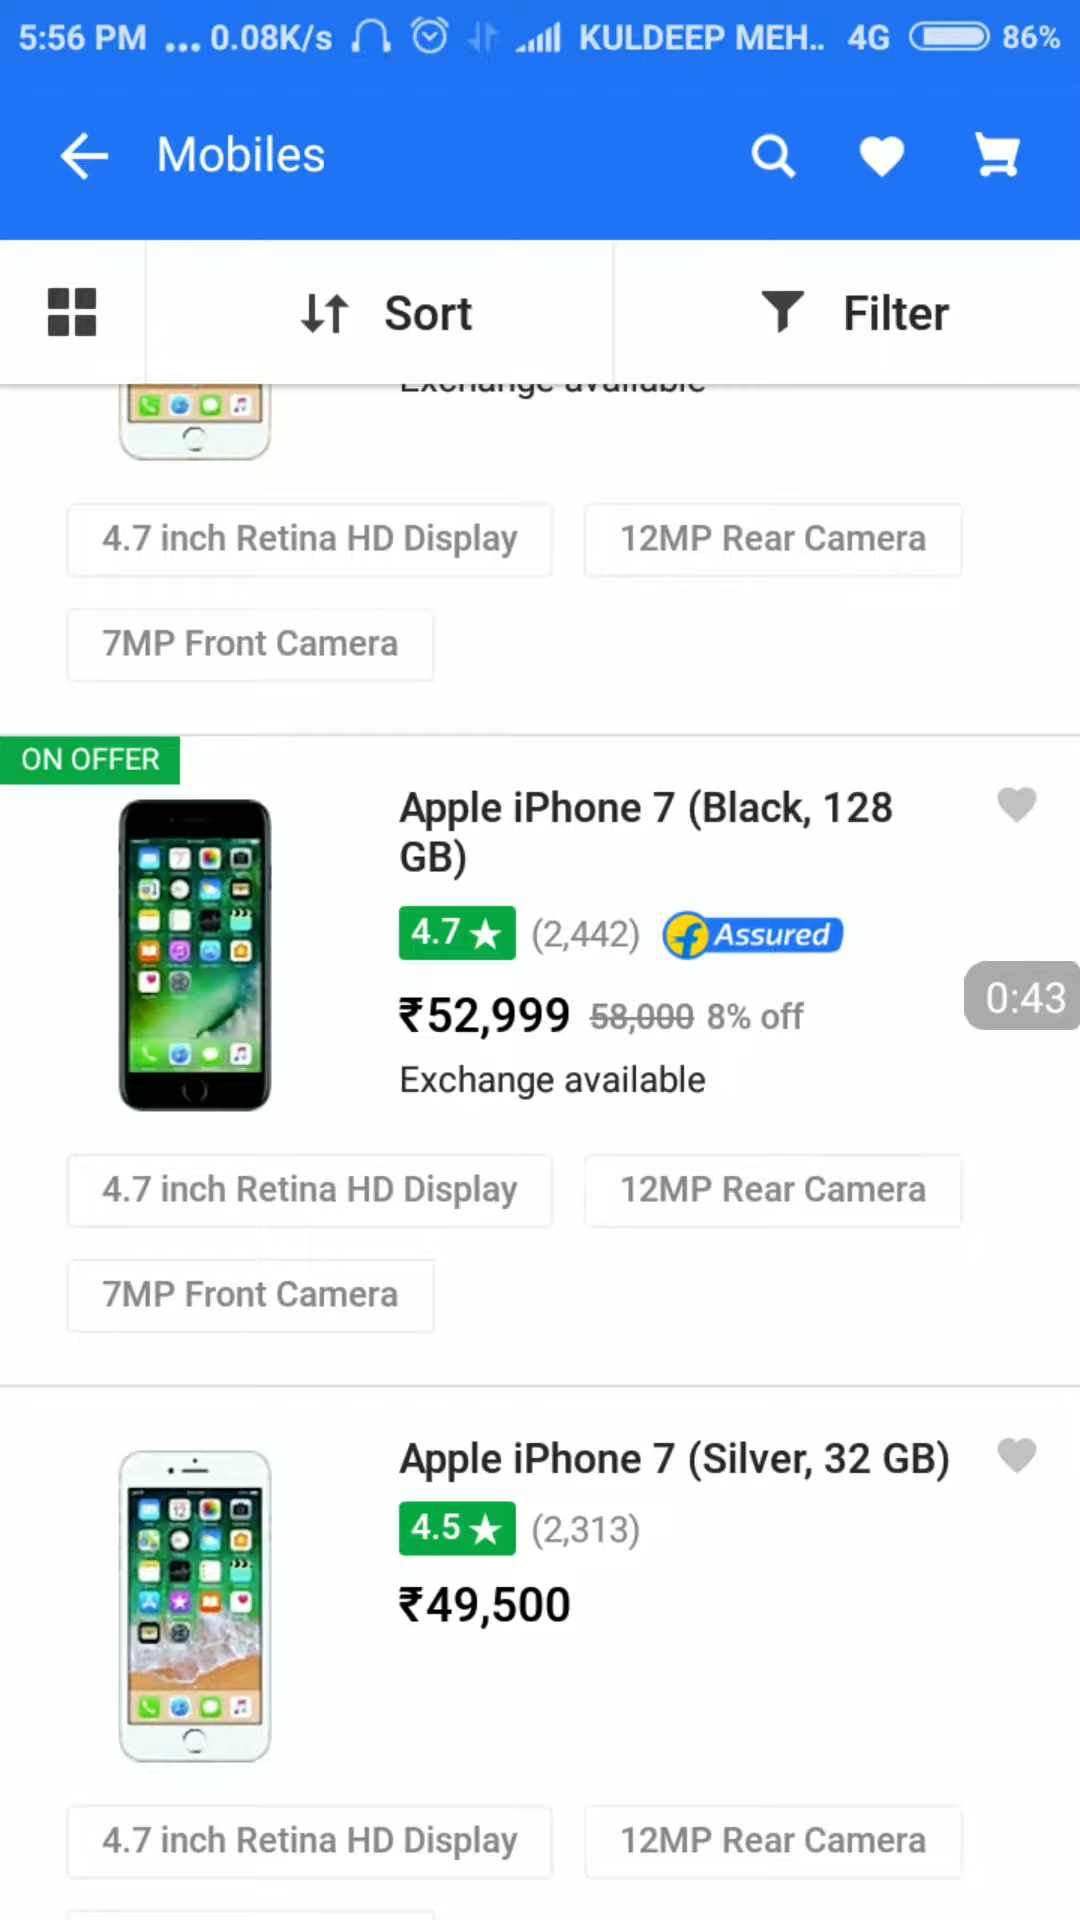 5:56 PM ... 0.08K/s KULDEEP MEH.. 4G 86%
Mobiles
Sort Filter
Exchange available
4.7 inch Retina HD Display 12MP Rear Camera
7MP Front Camera
ON OFFER
Apple iPhone 7 (Black, 128
GB)
4.7 (2,442) Assured
0:43
₹52,999 58,000 8% off
Exchange available
4.7 inch Retina HD Display 12MP Rear Camera
7MP Front Camera
Apple iPhone 7 (Silver, 32 GB)
4.5 (2,313)
₹49,500
4.7 inch Retina HD Display 12MP Rear Camera